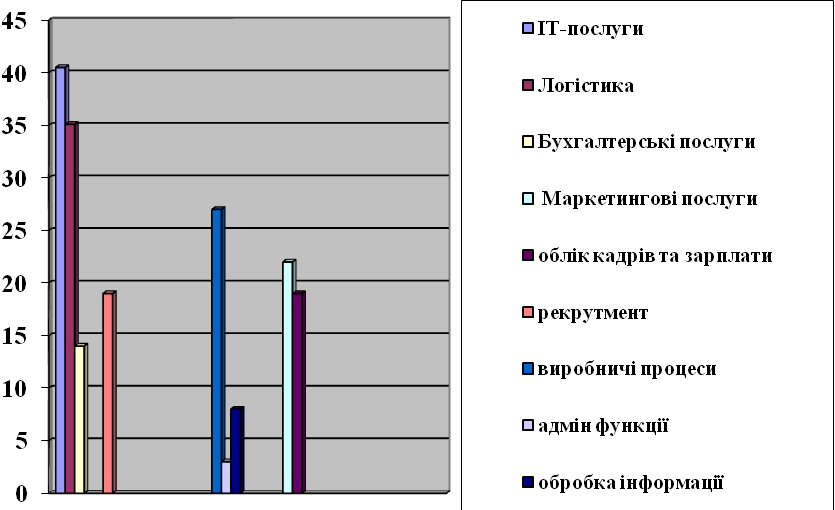 45
40
35
30
25
20
15
10
5
0
ІТ-послуги
Логістика
Бухгалтерські послуги
Маркетингові послуги
облік кадрів та зарплати
рекрутмент
виробничі процеси
адмін функції
обробка інформації